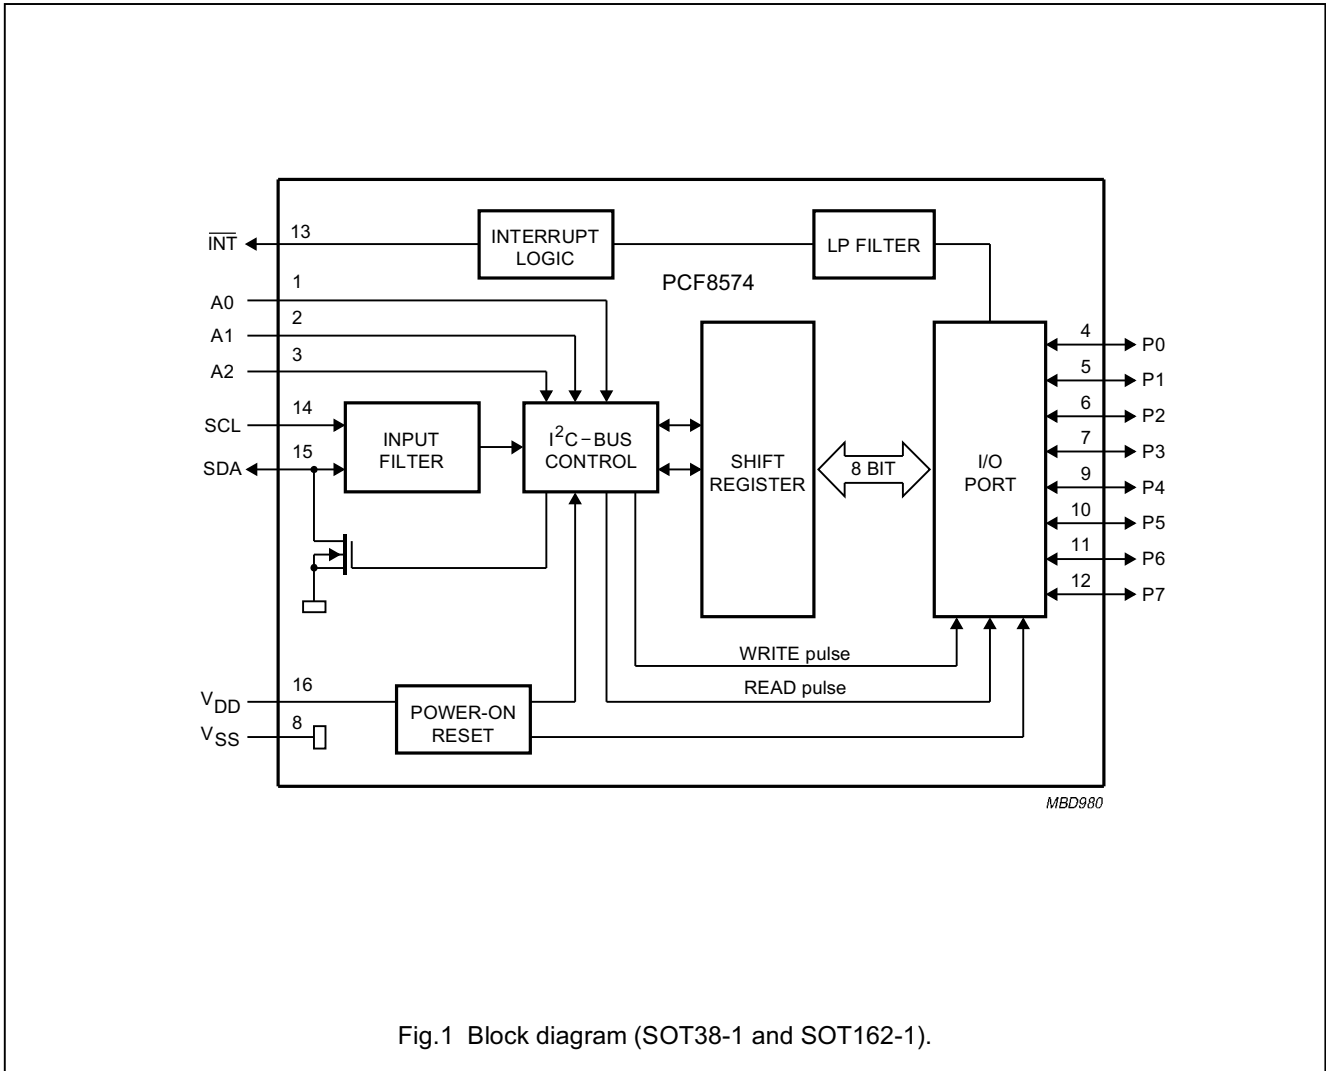 INT
13
INTERRUPT
LOGIC
LP FILTER
PCF8574
A0
1
A1
2
A2
3
SCL
14
SDA
15
INPUT
FILTER
I²C–BUS
CONTROL
SHIFT
REGISTER
8 BIT
I/O
PORT
4
P0
5
P1
6
P2
7
P3
9
P4
10
P5
11
P6
12
P7
WRITE pulse
READ pulse
VDD
16
VSS
8
POWER-ON
RESET
MBD980
Fig.1 Block diagram (SOT38-1 and SOT162-1).